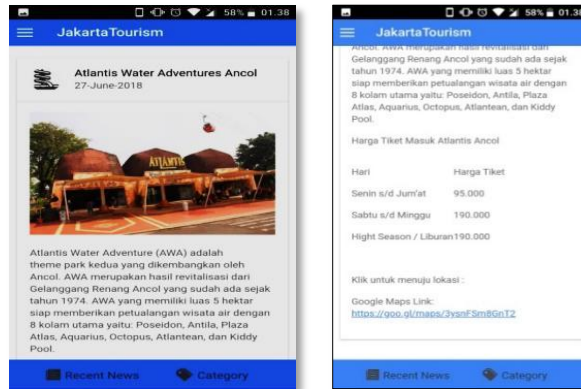 58% 01.38
JakartaTourism
Atlantis Water Adventures Ancol
27-June-2018
ATLANTIS
Atlantis Water Adventure (AWA) adalah
theme park kedua yang dikembangkan oleh
Ancol. AWA merupakan hasil revitalisasi dari
Gelanggang Renang Ancol yang sudah ada sejak
tahun 1974. AWA yang memiliki luas 5 hektar
siap memberikan petualangan wisata air dengan
8 kolam utama yaitu: Poseidon, Antila, Plaza
Atlas, Aquarius, Octopus, Atlantean, dan Kiddy
Pool.
Recent News Category
58% 01.38
JakartaTourism
Ancol. AWA merupakan hasil revitalisasi dari
Gelanggang Renang Ancol yang sudah ada sejak
tahun 1974. AWA yang memiliki luas 5 hektar
siap memberikan petualangan wisata air dengan
8 kolam utama yaitu: Poseidon, Antila, Plaza
Atlas, Aquarius, Octopus, Atlantean, dan Kiddy
Pool.
Harga Tiket Masuk Atlantis Ancol
Hari Harga Tiket
Senin s/d Jum'at 95.000
Sabtu s/d Minggu 190.000
Hight Season / Liburan190.000
Klik untuk menuju lokasi :
Google Maps Link:
https://goo.gl/maps/3ysnFSm8GnT2
Recent News Category